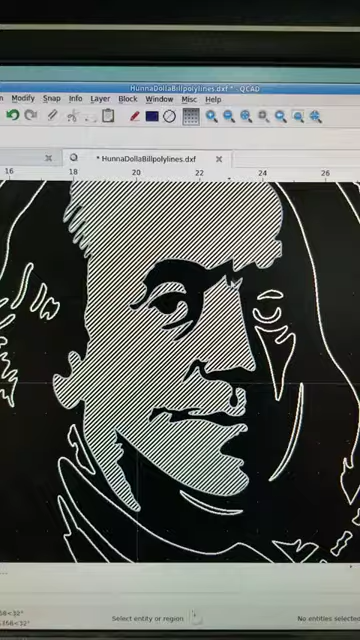 HunnaDollaBillpolylines.dxf * - QCAD
Modify Snap Info Layer Block Window Misc Help
* HunnaDollaBillpolylines.dxf
16 18 20 22 24 26
Select entity or region
No entities selected